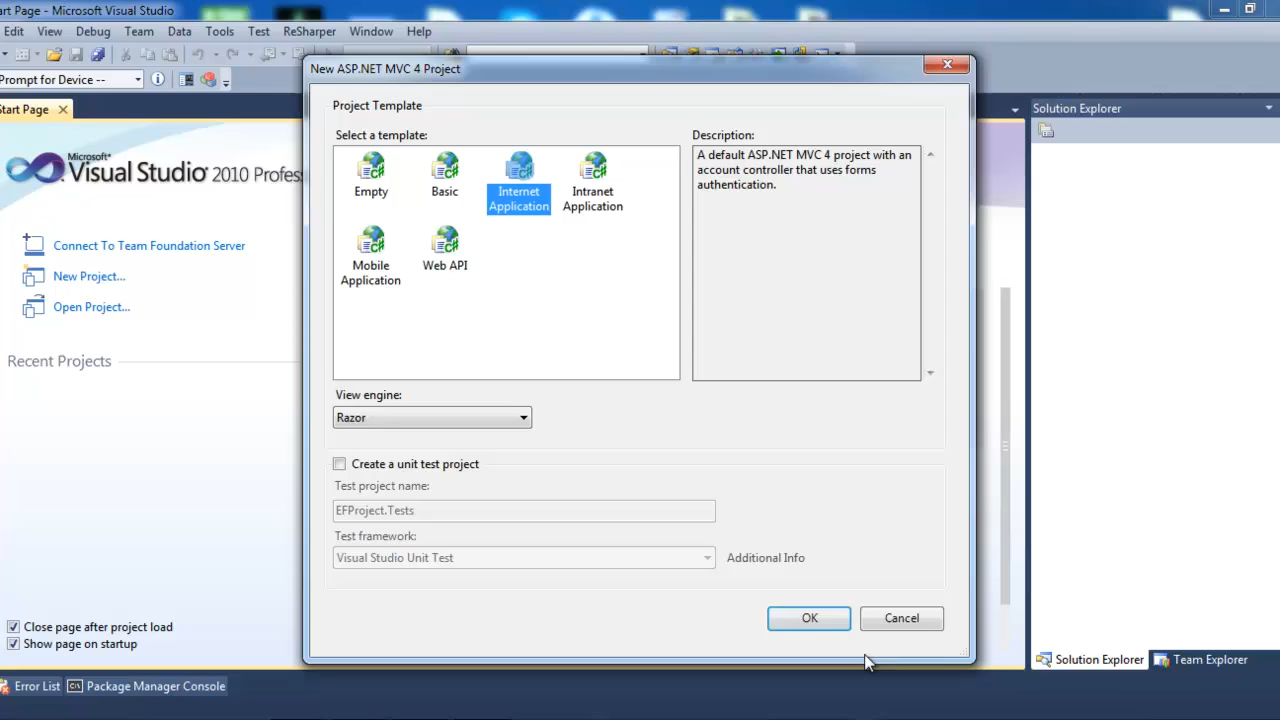 art Page - Microsoft Visual Studio
Edit View Debug Team Data Tools Test ReSharper Window Help
Prompt for Device --
Start Page
Microsoft®
Visual Studio® 2010 Profess
Connect To Team Foundation Server
New Project...
Open Project...
Recent Projects
Close page after project load
Show page on startup
New ASP.NET MVC 4 Project
Project Template
Select a template:
Empty
Basic
Internet
Application
Intranet
Application
Mobile
Application
Web API
Description:
A default ASP.NET MVC 4 project with an
account controller that uses forms
authentication.
View engine:
Razor
Create a unit test project
Test project name:
EFProject.Tests
Test framework:
Visual Studio Unit Test
Additional Info
OK
Cancel
Solution Explorer
Solution Explorer
Team Explorer
Error List
Package Manager Console